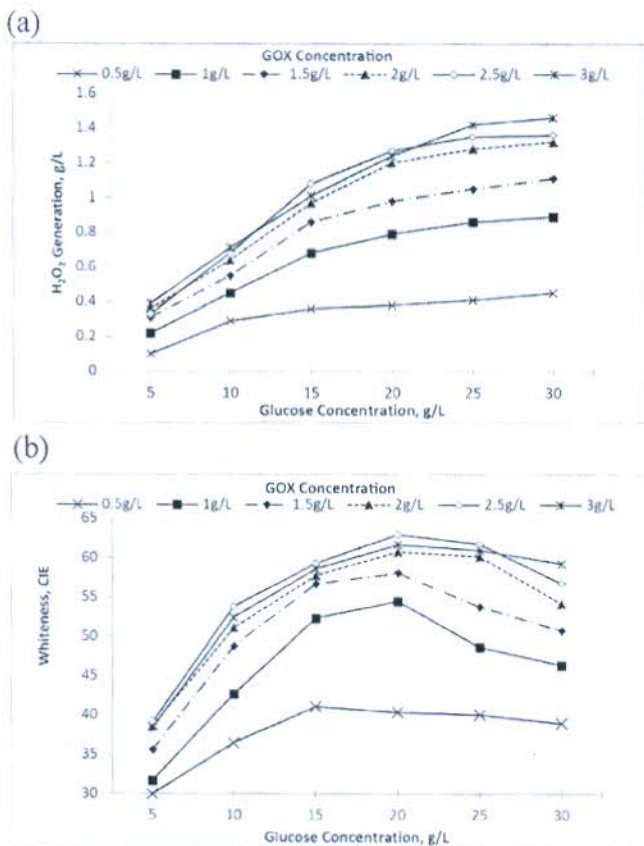 (a)
GOX Concentration
0.5g/L 1g/L 1.5g/L 2g/L 2.5g/L 3g/L
1.6
1.4
1.2
1
0.8
0.6
0.4
0.2
0
H₂O₂ Generation, g/L
5 10 15 20 25 30
Glucose Concentration, g/L
(b)
GOX Concentration
0.5g/L 1g/L 1.5g/L 2g/L 2.5g/L 3g/L
65
60
55
50
45
40
35
30
Whiteness, CIE
5 10 15 20 25 30
Glucose Concentration, g/L